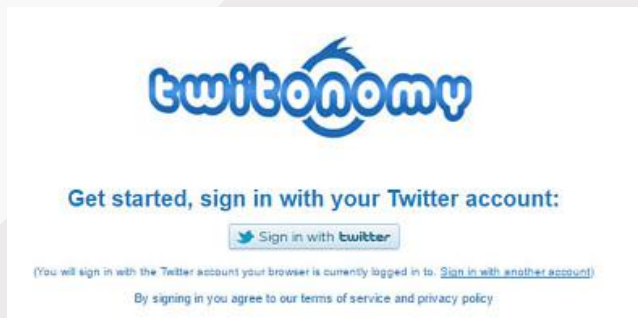 twitonomy
Get started, sign in with your Twitter account:
Sign in with twitter
(You will sign in with the Twitter account your browser is currently logged in to. Sign in with another account)
By signing in you agree to our terms of service and privacy policy